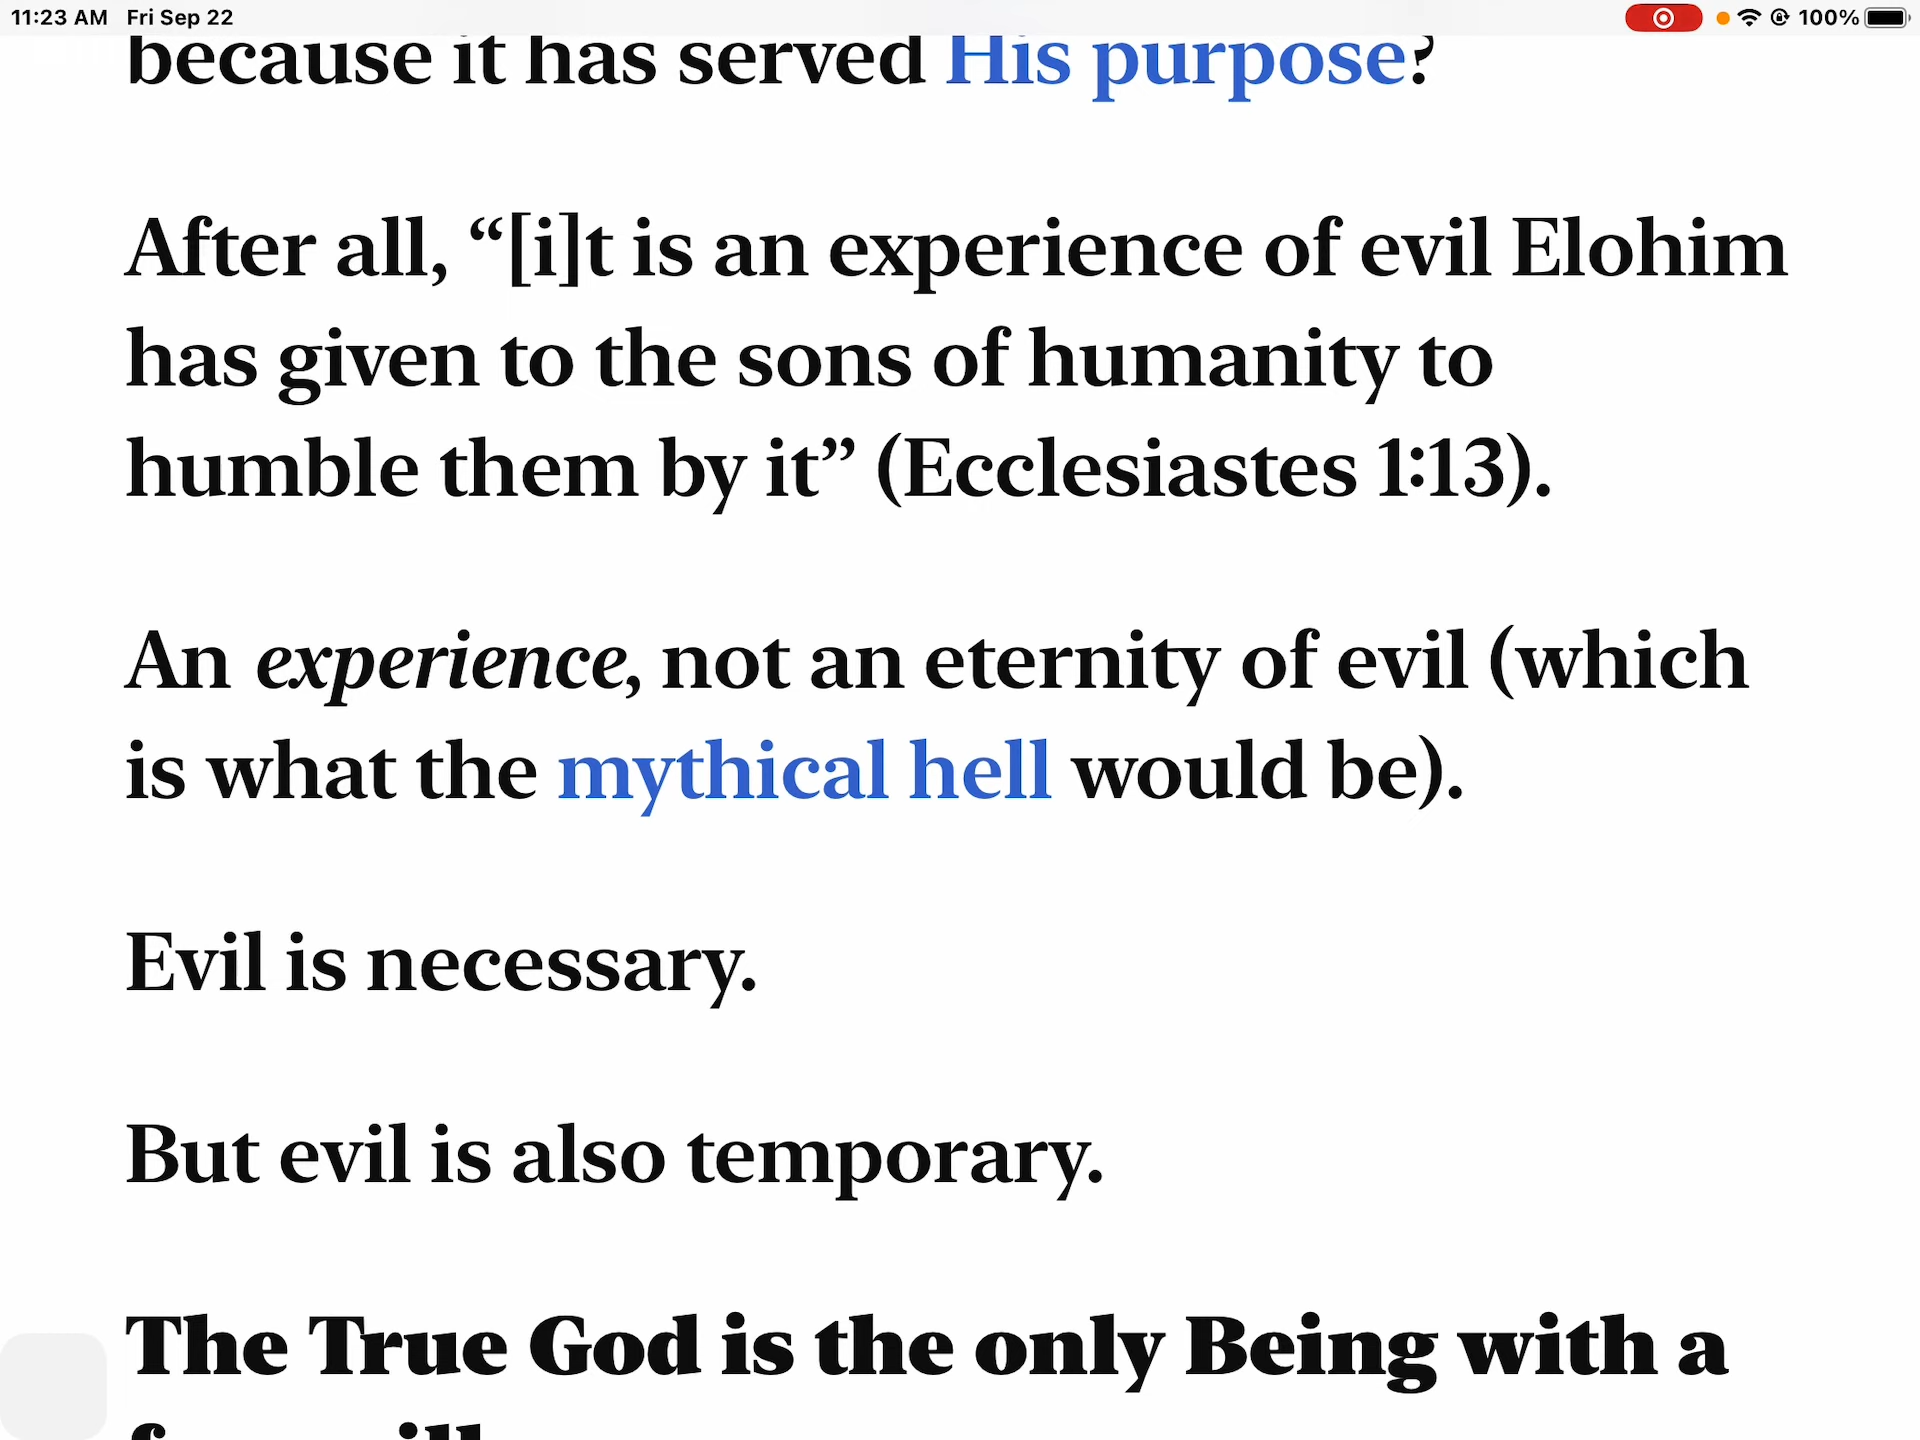 11:23 AM Fri Sep 22 100%
because it has served His purpose?
After all, “[i]t is an experience of evil Elohim
has given to the sons of humanity to
humble them by it” (Ecclesiastes 1:13).
An experience, not an eternity of evil (which
is what the mythical hell would be).
Evil is necessary.
But evil is also temporary.
The True God is the only Being with a